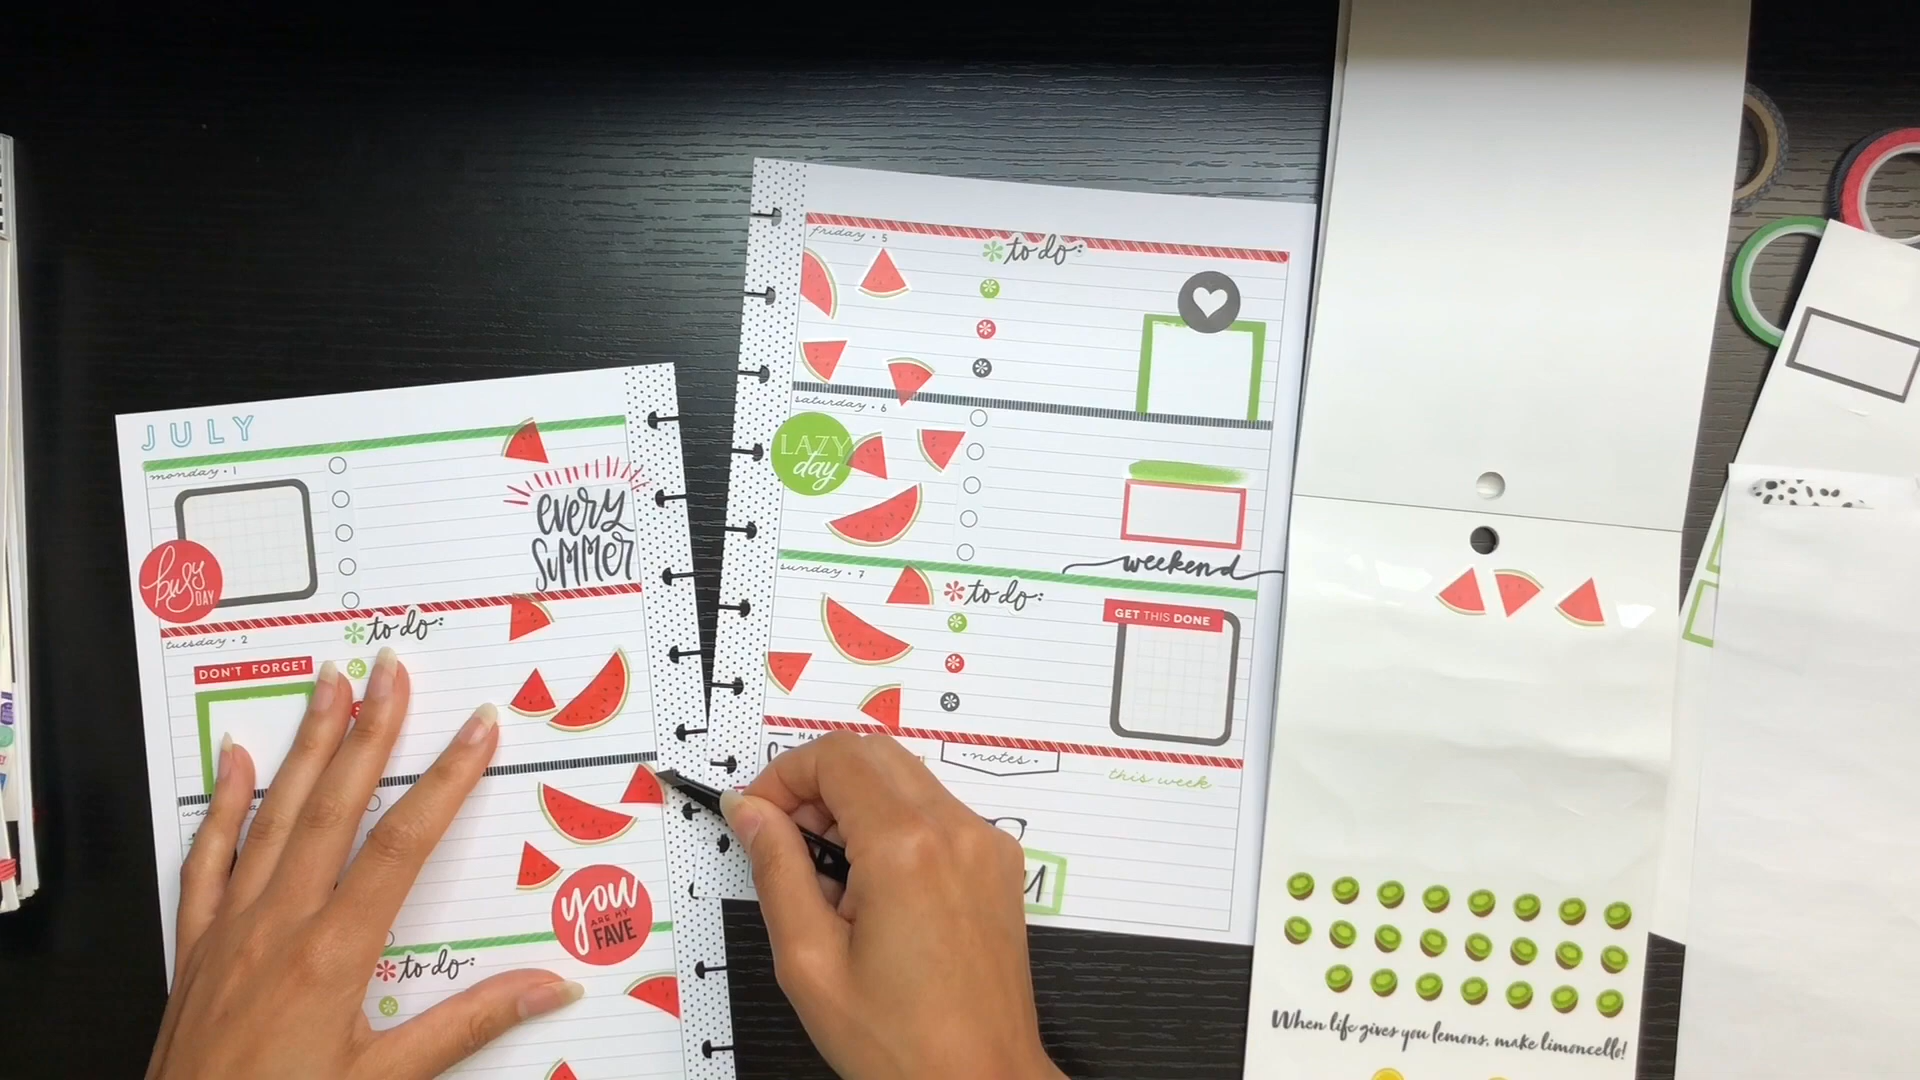 JULY
monday • 1
every
summer
busy
DAY
tuesday • 2
to do:
DON'T FORGET
you
ARE MY
FAVE
to do:
friday • 5
to do:
saturday • 6
LAZY
day
weekend
sunday • 7
to do:
GET THIS DONE
notes
this week
When life gives you lemons, make limoncello!